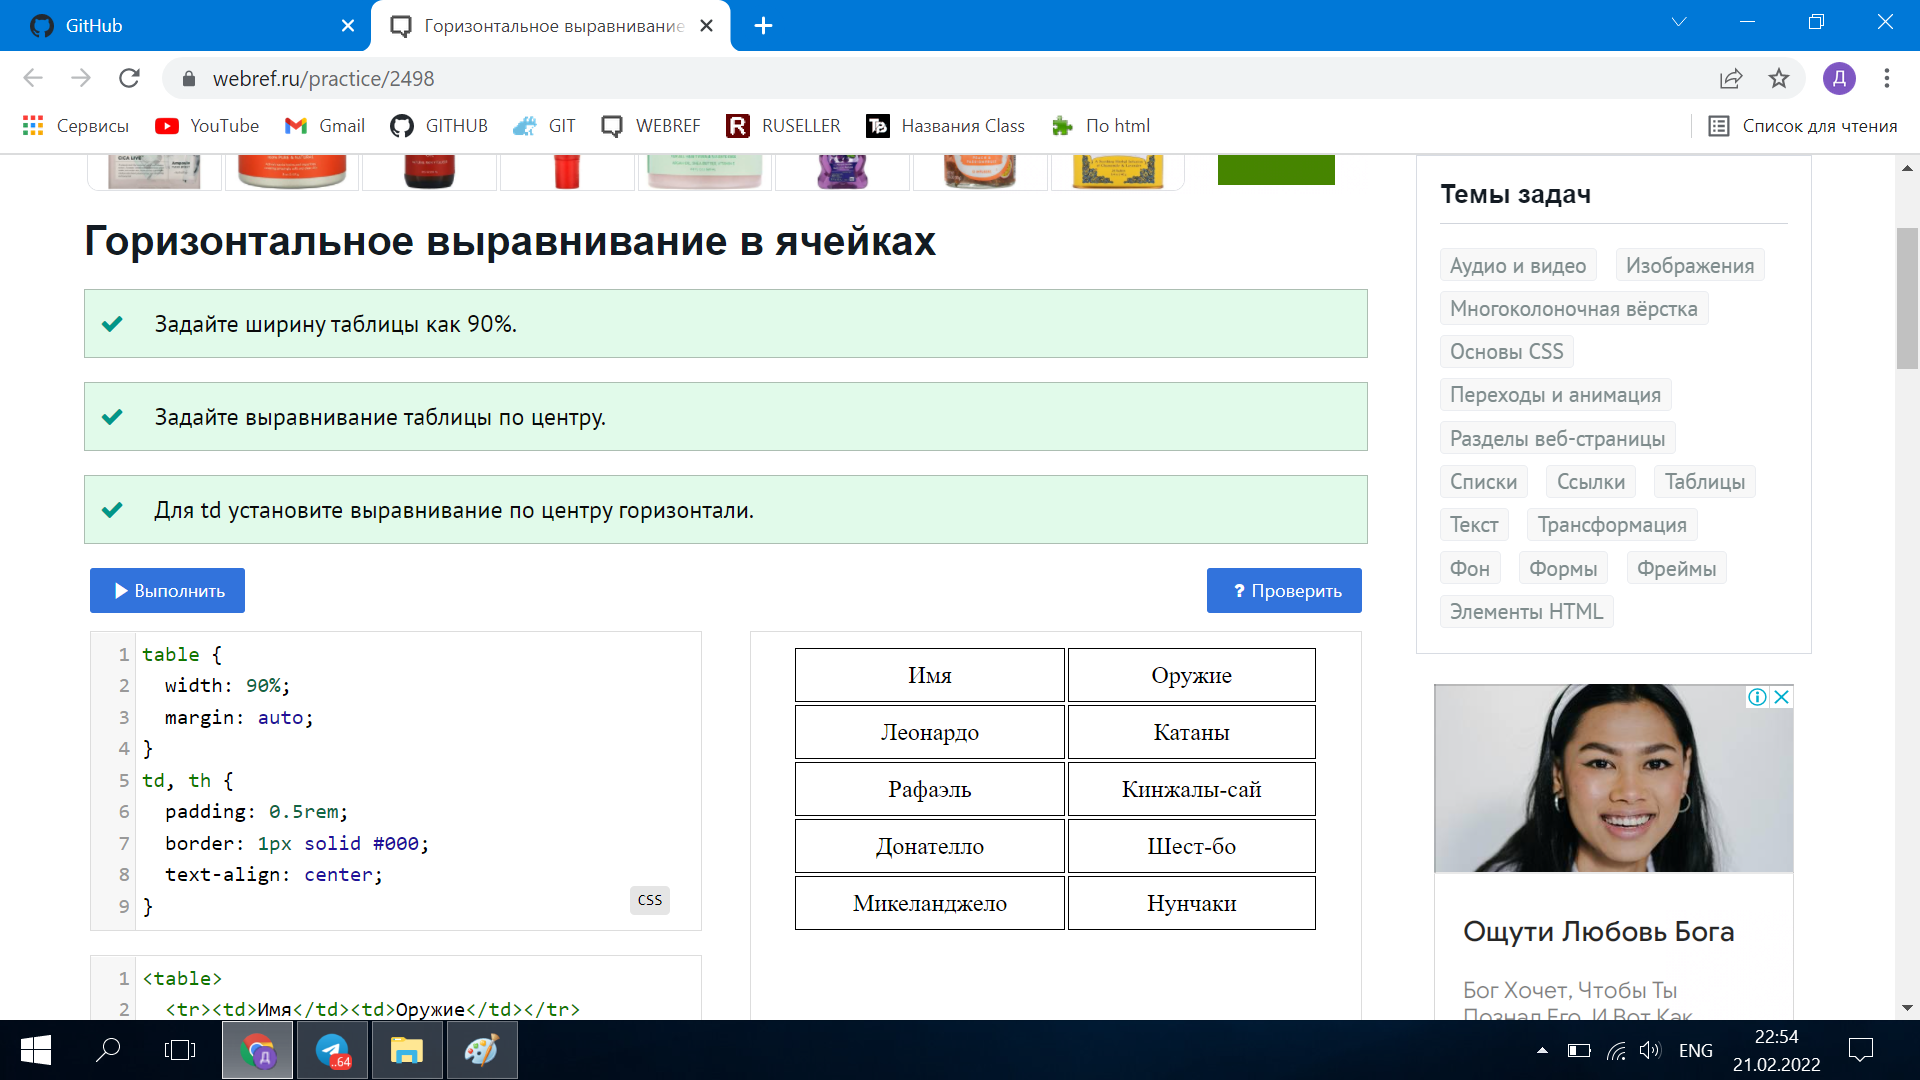 GitHub
Горизонтальное выравнивание
webref.ru/practice/2498
Д
Сервисы YouTube Gmail GITHUB GIT WEBREF RUSELLER Названия Class По html Список для чтения
Горизонтальное выравнивание в ячейках
Задайте ширину таблицы как 90%.
Задайте выравнивание таблицы по центру.
Для td установите выравнивание по центру горизонтали.
Выполнить
? Проверить
1 table {
2 width: 90%;
3 margin: auto;
4 }
5 td, th {
6 padding: 0.5rem;
7 border: 1px solid #000;
8 text-align: center;
9 }
CSS
1 <table>
2 <tr><td>Имя</td><td>Оружие</td></tr>
Имя Оружие
Леонардо Катаны
Рафаэль Кинжалы-сай
Донателло Шест-бо
Микеланджело Нунчаки
Темы задач
Аудио и видео Изображения
Многоколоночная вёрстка
Основы CSS
Переходы и анимация
Разделы веб-страницы
Списки Ссылки Таблицы
Текст Трансформация
Фон Формы Фреймы
Элементы HTML
Ощути Любовь Бога
Бог Хочет, Чтобы Ты
Познал Его. И Вот Как
Д
..64
ENG
22:54
21.02.2022